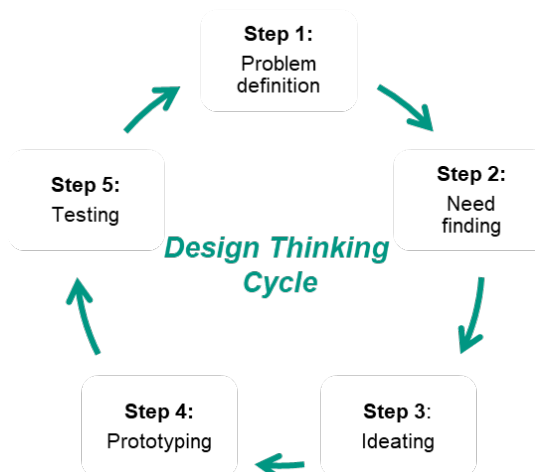 Step 1:
Problem
definition
Step 2:
Need
finding
Step 3:
Ideating
Step 4:
Prototyping
Step 5:
Testing
Design Thinking
Cycle